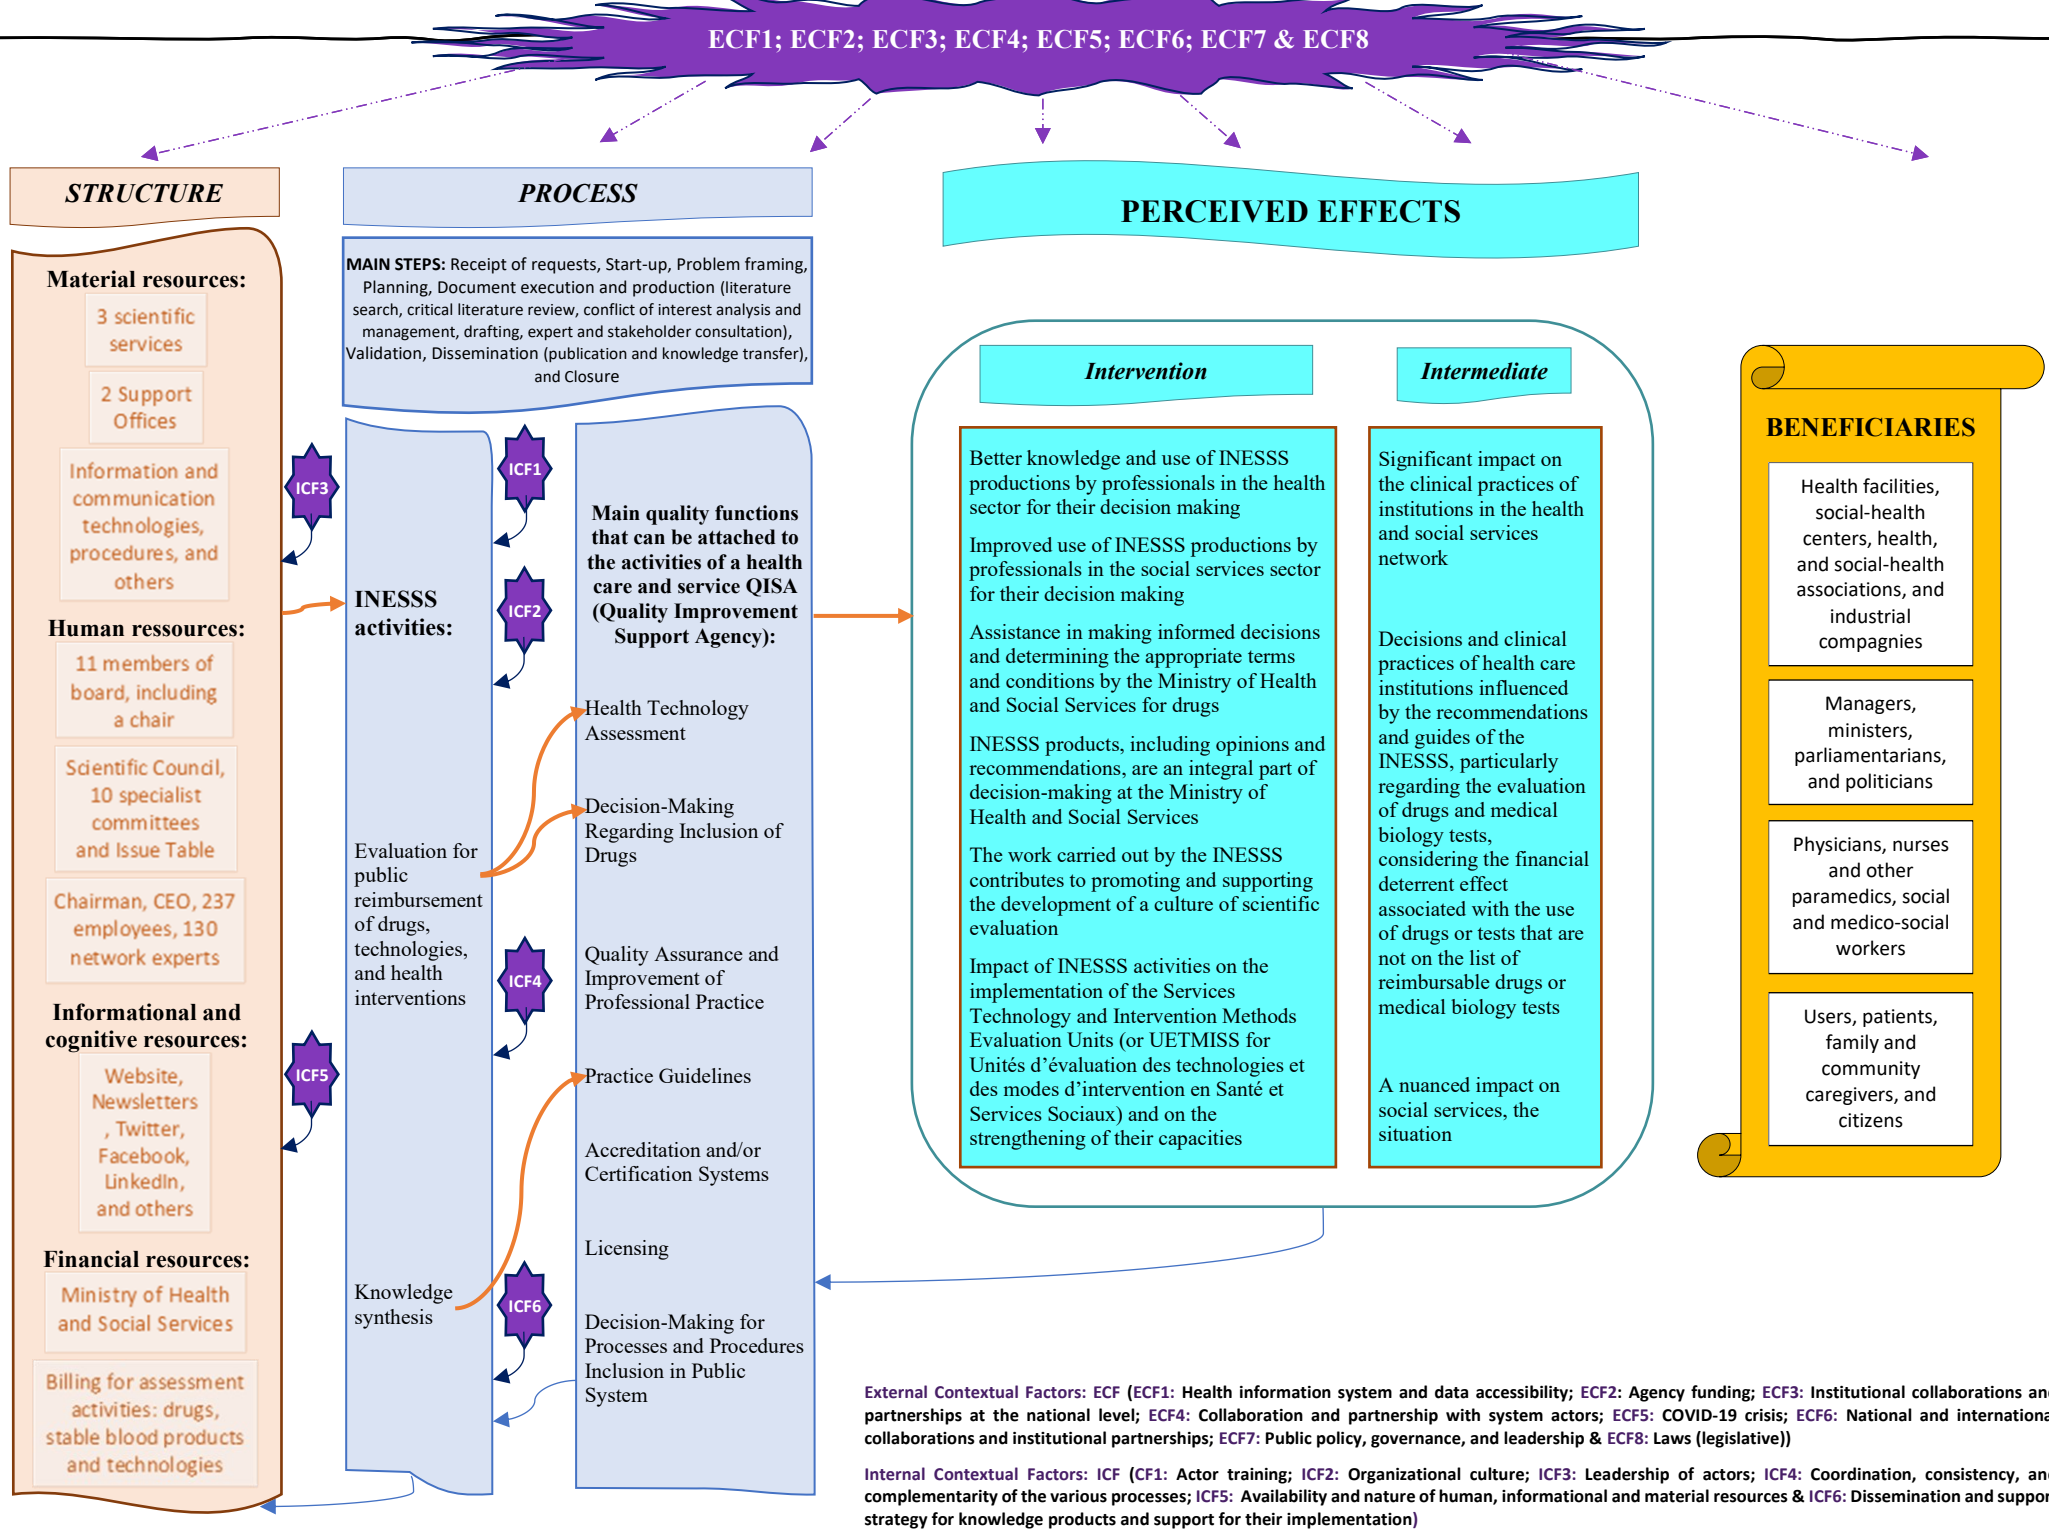 ECF1; ECF2; ECF3; ECF4; ECF5; ECF6; ECF7 & ECF8
STRUCTURE
Material resources:
3 scientific
services
2 Support
Offices
Information and
communication
technologies,
procedures, and
others
Human ressources:
11 members of
board, including
a chair
Scientific Council,
10 specialist
committees
and Issue Table
Chairman, CEO, 237
employees, 130
network experts
Informational and
cognitive resources:
Website,
Newsletters
, Twitter,
Facebook,
LinkedIn,
and others
Financial resources:
Ministry of Health
and Social Services
Billing for assessment
activities: drugs,
stable blood products
and technologies
ICF3
ICF5
PROCESS
MAIN STEPS: Receipt of requests, Start-up, Problem framing,
Planning, Document execution and production (literature
search, critical literature review, conflict of interest analysis and
management, drafting, expert and stakeholder consultation),
Validation, Dissemination (publication and knowledge transfer),
and Closure
INESSS
activities:
Evaluation for
public
reimbursement
of drugs,
technologies,
and health
interventions
Knowledge
synthesis
ICF1
ICF2
ICF4
ICF6
Main quality functions
that can be attached to
the activities of a health
care and service QISA
(Quality Improvement
Support Agency):
Health Technology
Assessment
Decision-Making
Regarding Inclusion of
Drugs
Quality Assurance and
Improvement of
Professional Practice
Practice Guidelines
Accreditation and/or
Certification Systems
Licensing
Decision-Making for
Processes and Procedures
Inclusion in Public
System
PERCEIVED EFFECTS
Intervention
Better knowledge and use of INESSS
productions by professionals in the health
sector for their decision making
Improved use of INESSS productions by
professionals in the social services sector
for their decision making
Assistance in making informed decisions
and determining the appropriate terms
and conditions by the Ministry of Health
and Social Services for drugs
INESSS products, including opinions and
recommendations, are an integral part of
decision-making at the Ministry of
Health and Social Services
The work carried out by the INESSS
contributes to promoting and supporting
the development of a culture of scientific
evaluation
Impact of INESSS activities on the
implementation of the Services
Technology and Intervention Methods
Evaluation Units (or UETMISS for
Unités d’évaluation des technologies et
des modes d’intervention en Santé et
Services Sociaux) and on the
strengthening of their capacities
Intermediate
Significant impact on
the clinical practices of
institutions in the health
and social services
network
Decisions and clinical
practices of health care
institutions influenced
by the recommendations
and guides of the
INESSS, particularly
regarding the evaluation
of drugs and medical
biology tests,
considering the financial
deterrent effect
associated with the use
of drugs or tests that are
not on the list of
reimbursable drugs or
medical biology tests
A nuanced impact on
social services, the
situation
BENEFICIARIES
Health facilities,
social-health
centers, health,
and social-health
associations, and
industrial
compagnies
Managers,
ministers,
parliamentarians,
and politicians
Physicians, nurses
and other
paramedics, social
and medico-social
workers
Users, patients,
family and
community
caregivers, and
citizens
External Contextual Factors: ECF (ECF1: Health information system and data accessibility; ECF2: Agency funding; ECF3: Institutional collaborations an
partnerships at the national level; ECF4: Collaboration and partnership with system actors; ECF5: COVID-19 crisis; ECF6: National and internationa
collaborations and institutional partnerships; ECF7: Public policy, governance, and leadership & ECF8: Laws (legislative))
Internal Contextual Factors: ICF (CF1: Actor training; ICF2: Organizational culture; ICF3: Leadership of actors; ICF4: Coordination, consistency, an
complementarity of the various processes; ICF5: Availability and nature of human, informational and material resources & ICF6: Dissemination and suppor
strategy for knowledge products and support for their implementation)